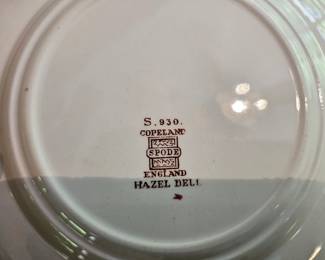 S.930.
COPELAND
SPODE
ENGLAND
HAZEL DELL